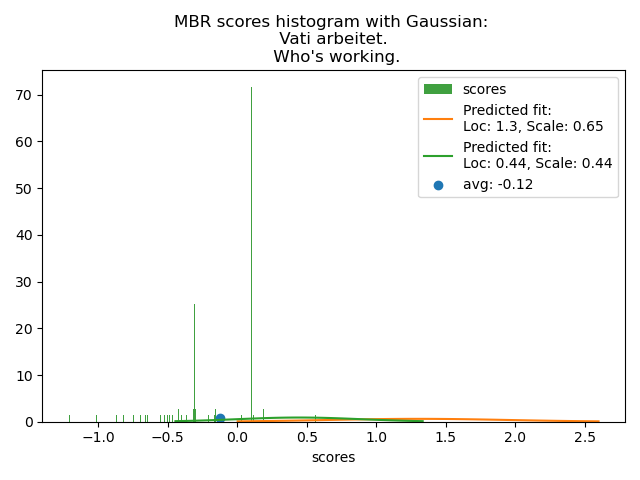 MBR scores histogram with Gaussian:
Vati arbeitet.
Who's working.
scores
Predicted fit:
Loc: 1.3, Scale: 0.65
Predicted fit:
Loc: 0.44, Scale: 0.44
avg: -0.12
70
60
50
40
30
20
10
0
−1.0 −0.5 0.0 0.5 1.0 1.5 2.0 2.5
scores